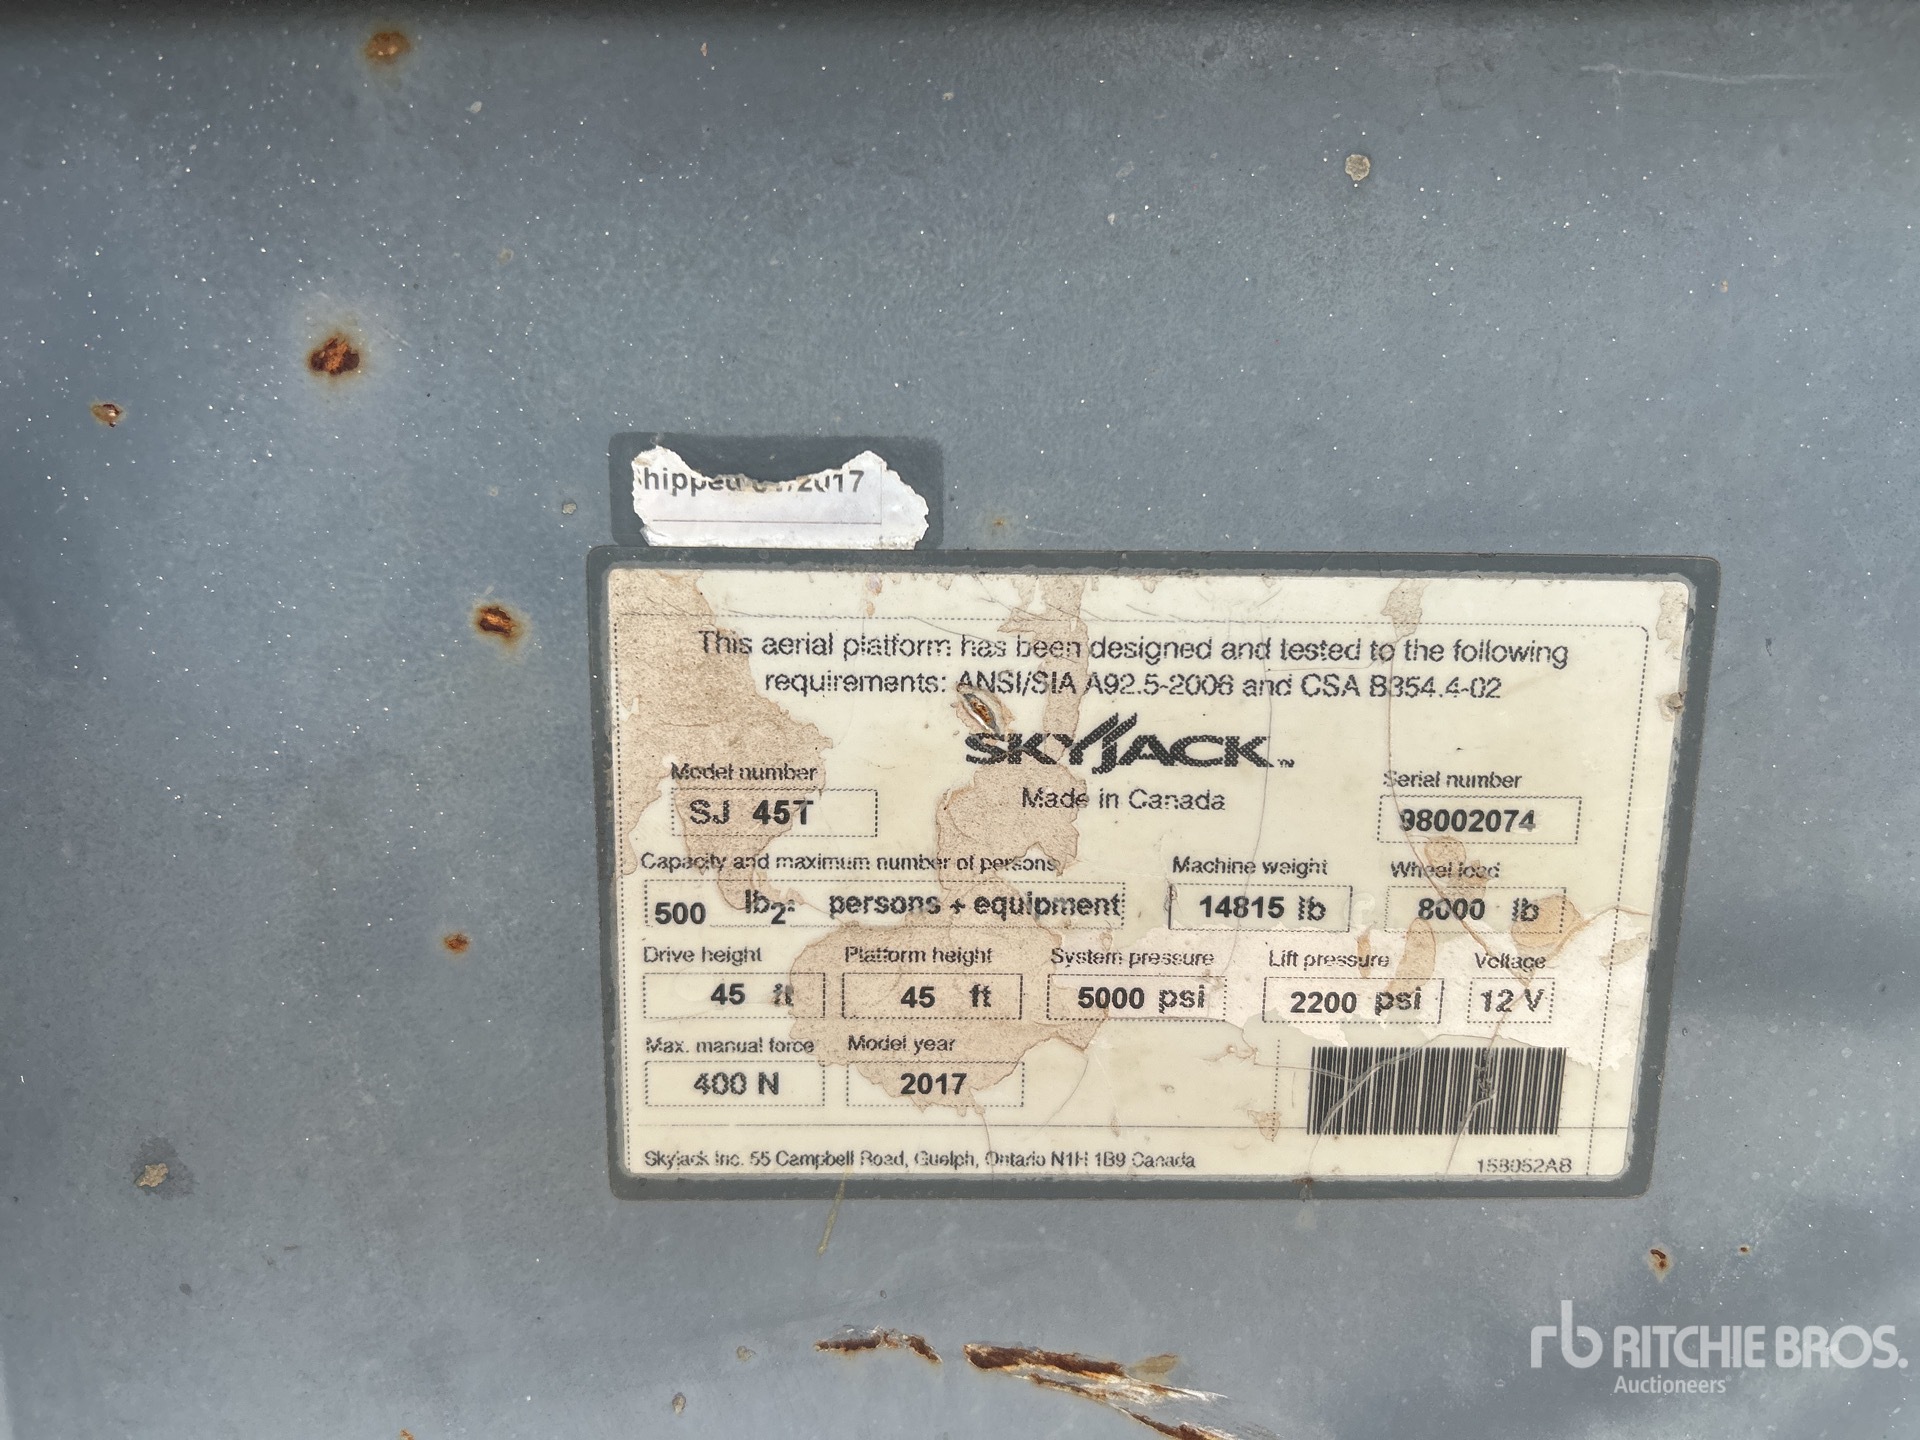 hipped 2017
This aerial platform has been designed and tested to the following
requirements: ANSI/SIA A92.5-2006 and CSA B354.4-02
SKYJACK TM
Made in Canada
Model number
SJ 45T
Serial number
98002074
Capacity and maximum number of persons
500 lb 2 persons + equipment
Machine weight
14815 lb
Wheel load
8000 lb
Drive height
45 ft
Platform height
45 ft
System pressure
5000 psi
Lift pressure
2200 psi
Voltage
12 V
Max. manual force
400 N
Model year
2017
Skyjack Inc. 55 Campbell Road, Guelph, Ontario N1H 1B9 Canada
158052AB
rb RITCHIE BROS.
Auctioneers